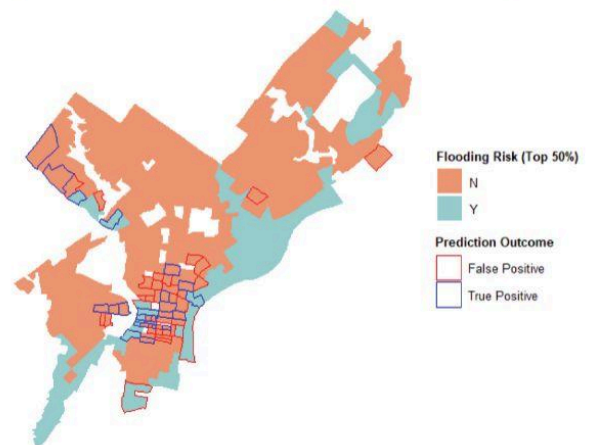 Flooding Risk (Top 50%)
N
Y
Prediction Outcome
False Positive
True Positive